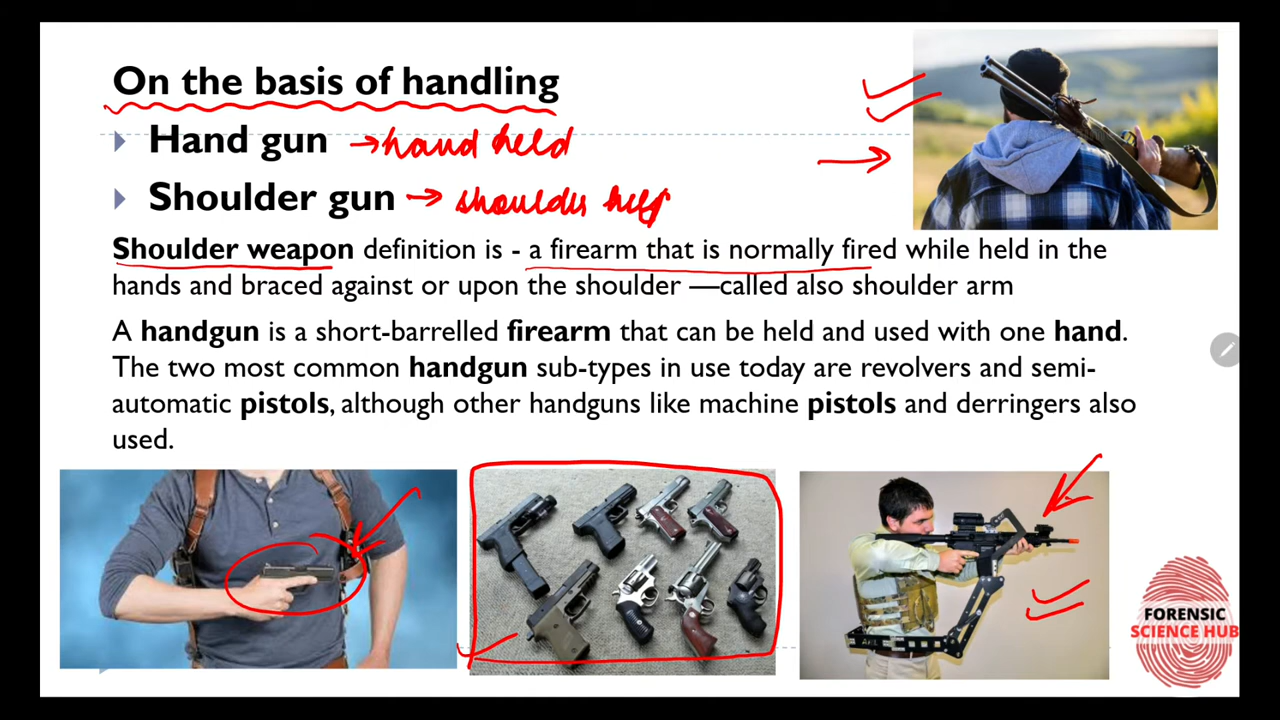 On the basis of handling
Hand gun → hand held
Shoulder gun → shoulder help
Shoulder weapon definition is - a firearm that is normally fired while held in the
hands and braced against or upon the shoulder —called also shoulder arm
A handgun is a short-barrelled firearm that can be held and used with one hand.
The two most common handgun sub-types in use today are revolvers and semi-
automatic pistols, although other handguns like machine pistols and derringers also
used.
FORENSIC
SCIENCE HUB